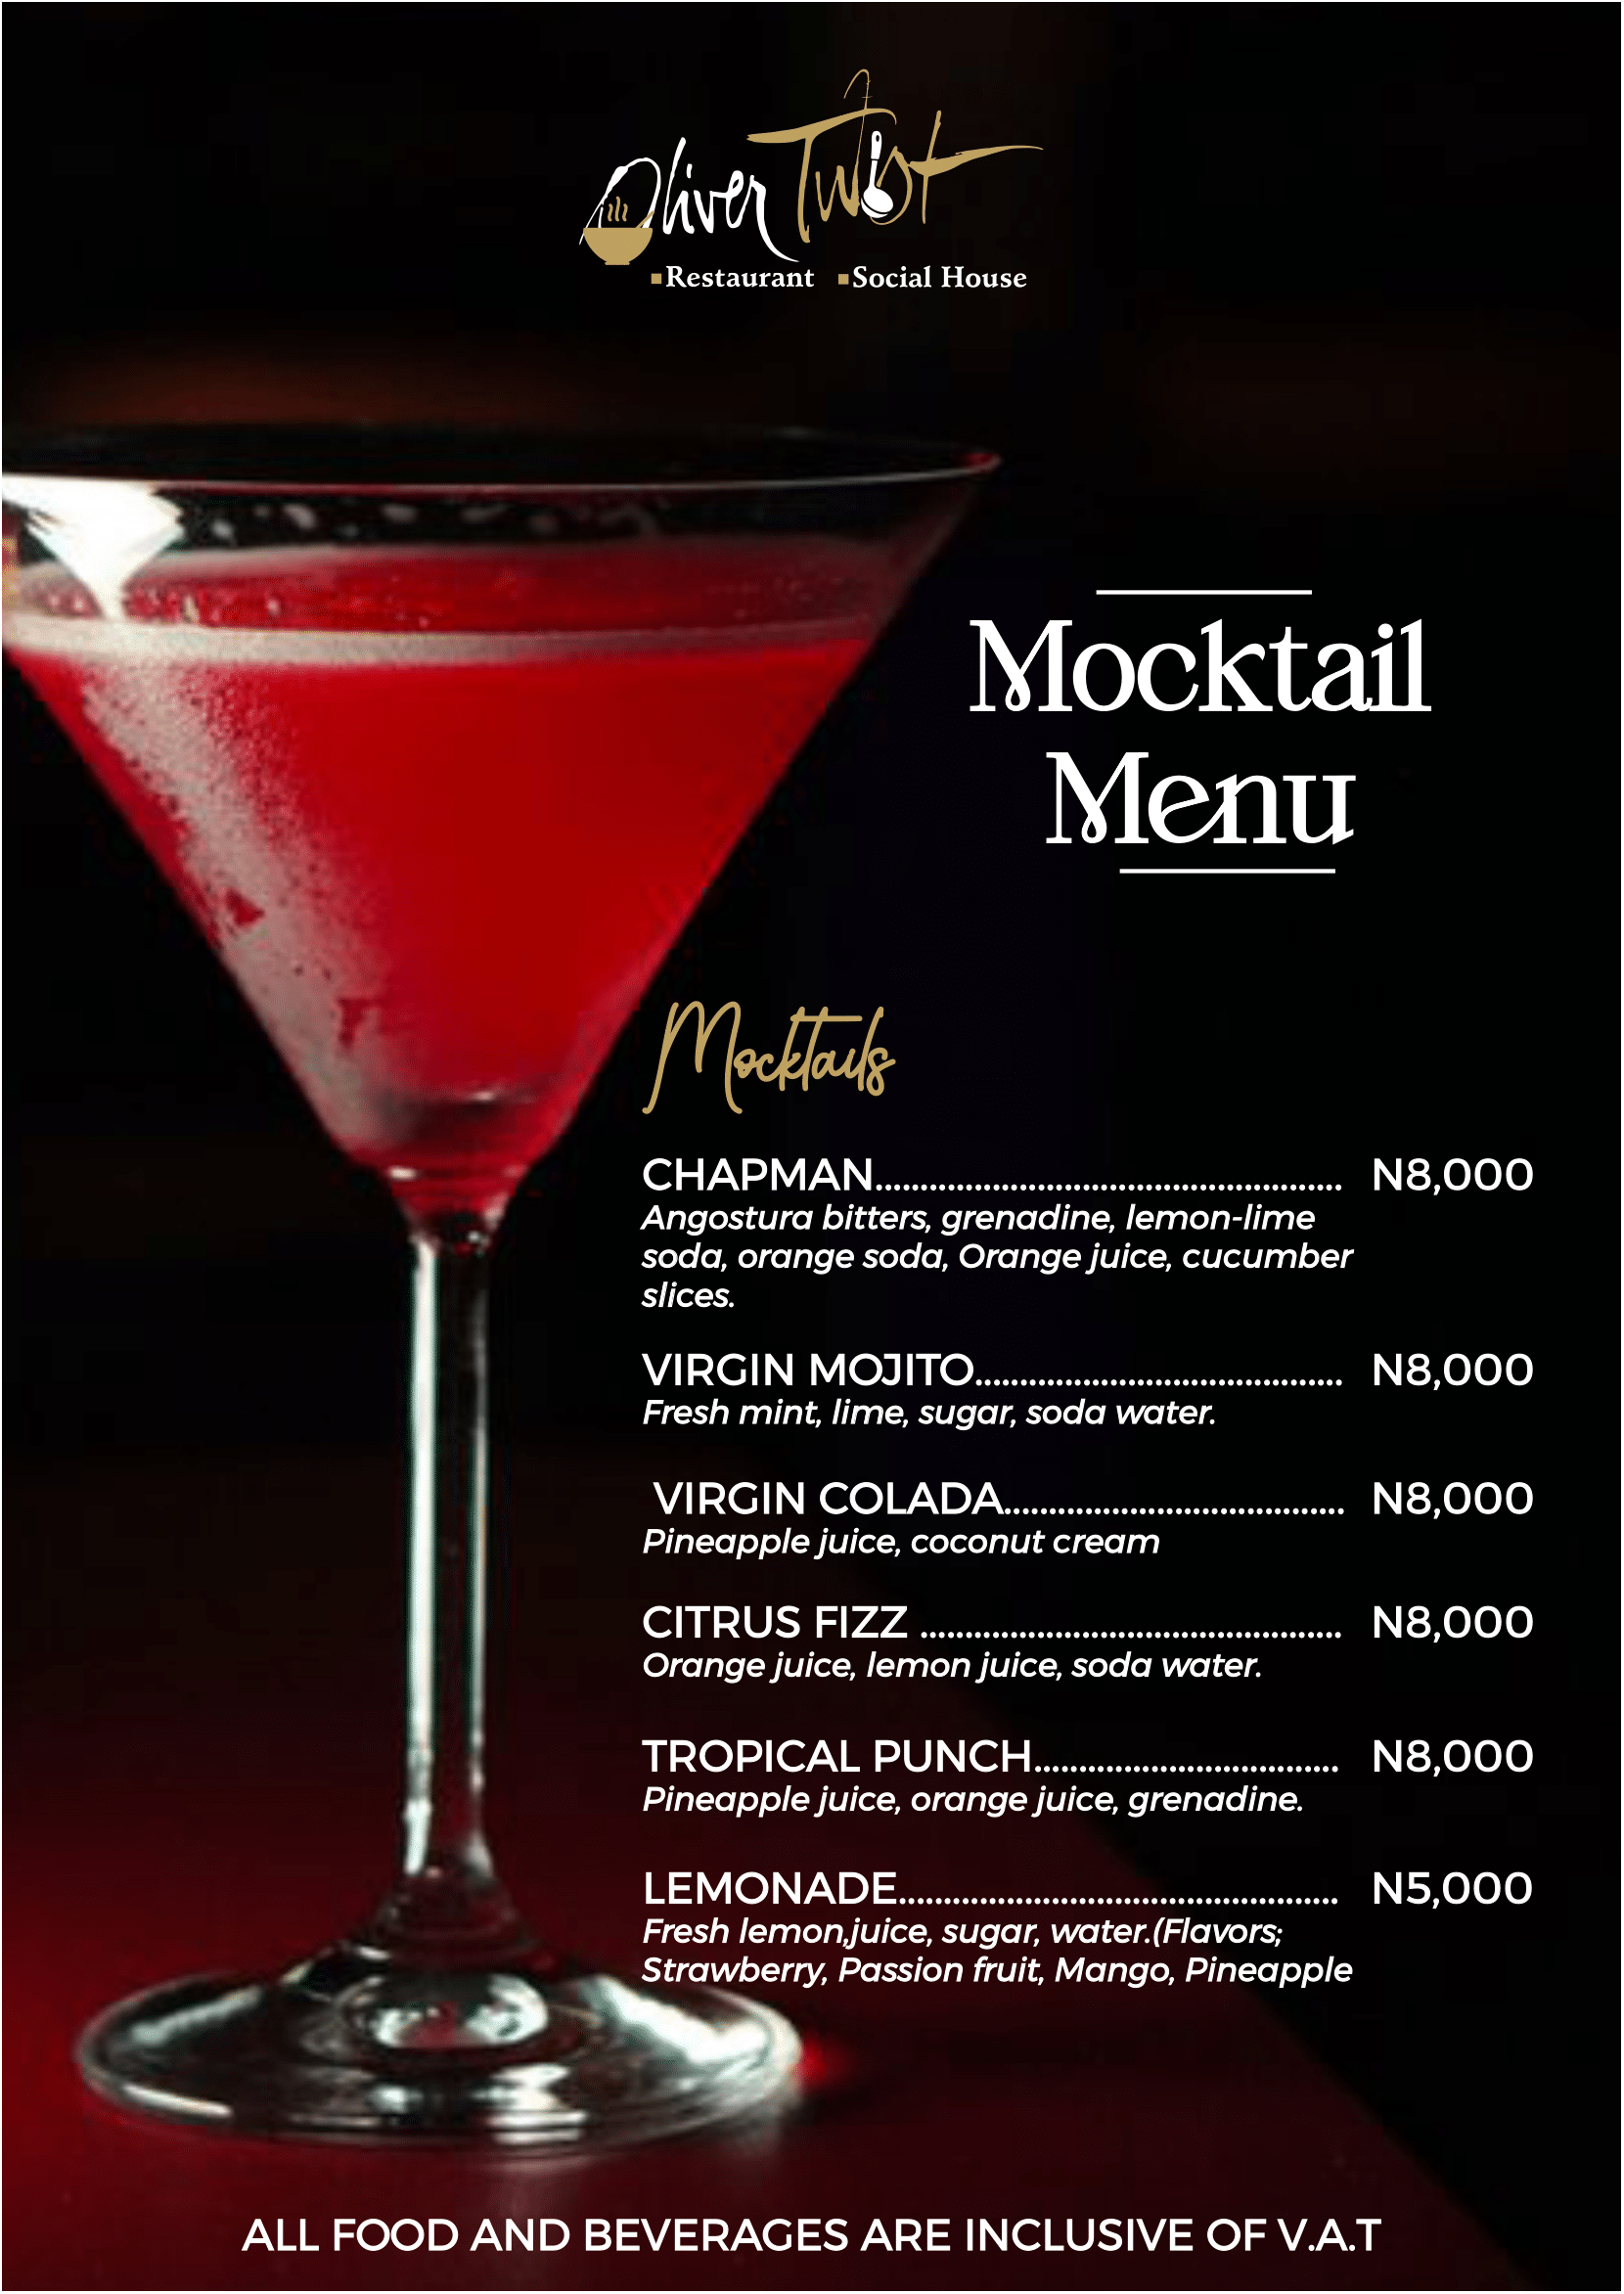 Oliver Twist
Restaurant Social House
Mocktail
Menu
Mocktails
CHAPMAN.................................................... N8,000
Angostura bitters, grenadine, lemon-lime
soda, orange soda, Orange juice, cucumber
slices.
VIRGIN MOJITO......................................... N8,000
Fresh mint, lime, sugar, soda water.
VIRGIN COLADA...................................... N8,000
Pineapple juice, coconut cream
CITRUS FIZZ ............................................... N8,000
Orange juice, lemon juice, soda water.
TROPICAL PUNCH.................................. N8,000
Pineapple juice, orange juice, grenadine.
LEMONADE................................................. N5,000
Fresh lemon,juice, sugar, water.(Flavors;
Strawberry, Passion fruit, Mango, Pineapple
ALL FOOD AND BEVERAGES ARE INCLUSIVE OF V.A.T